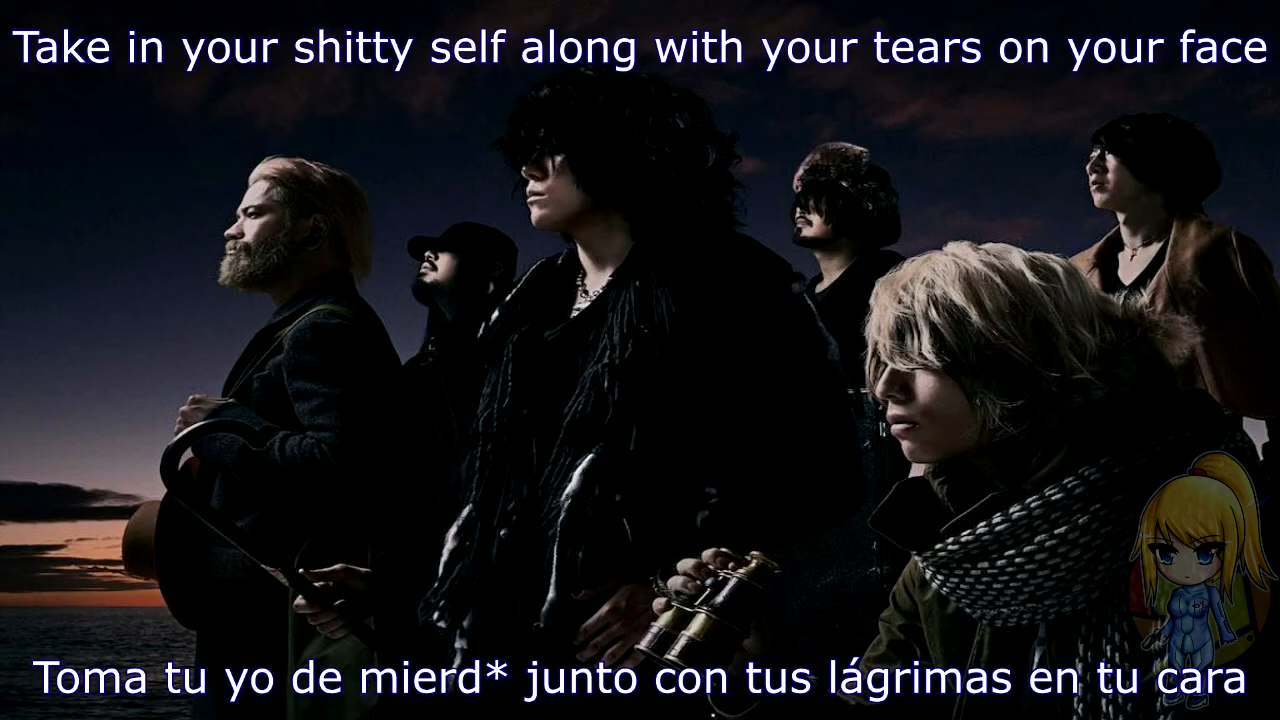 Take in your shitty self along with your tears on your face
Toma tu yo de mierd* junto con tus lágrimas en tu cara